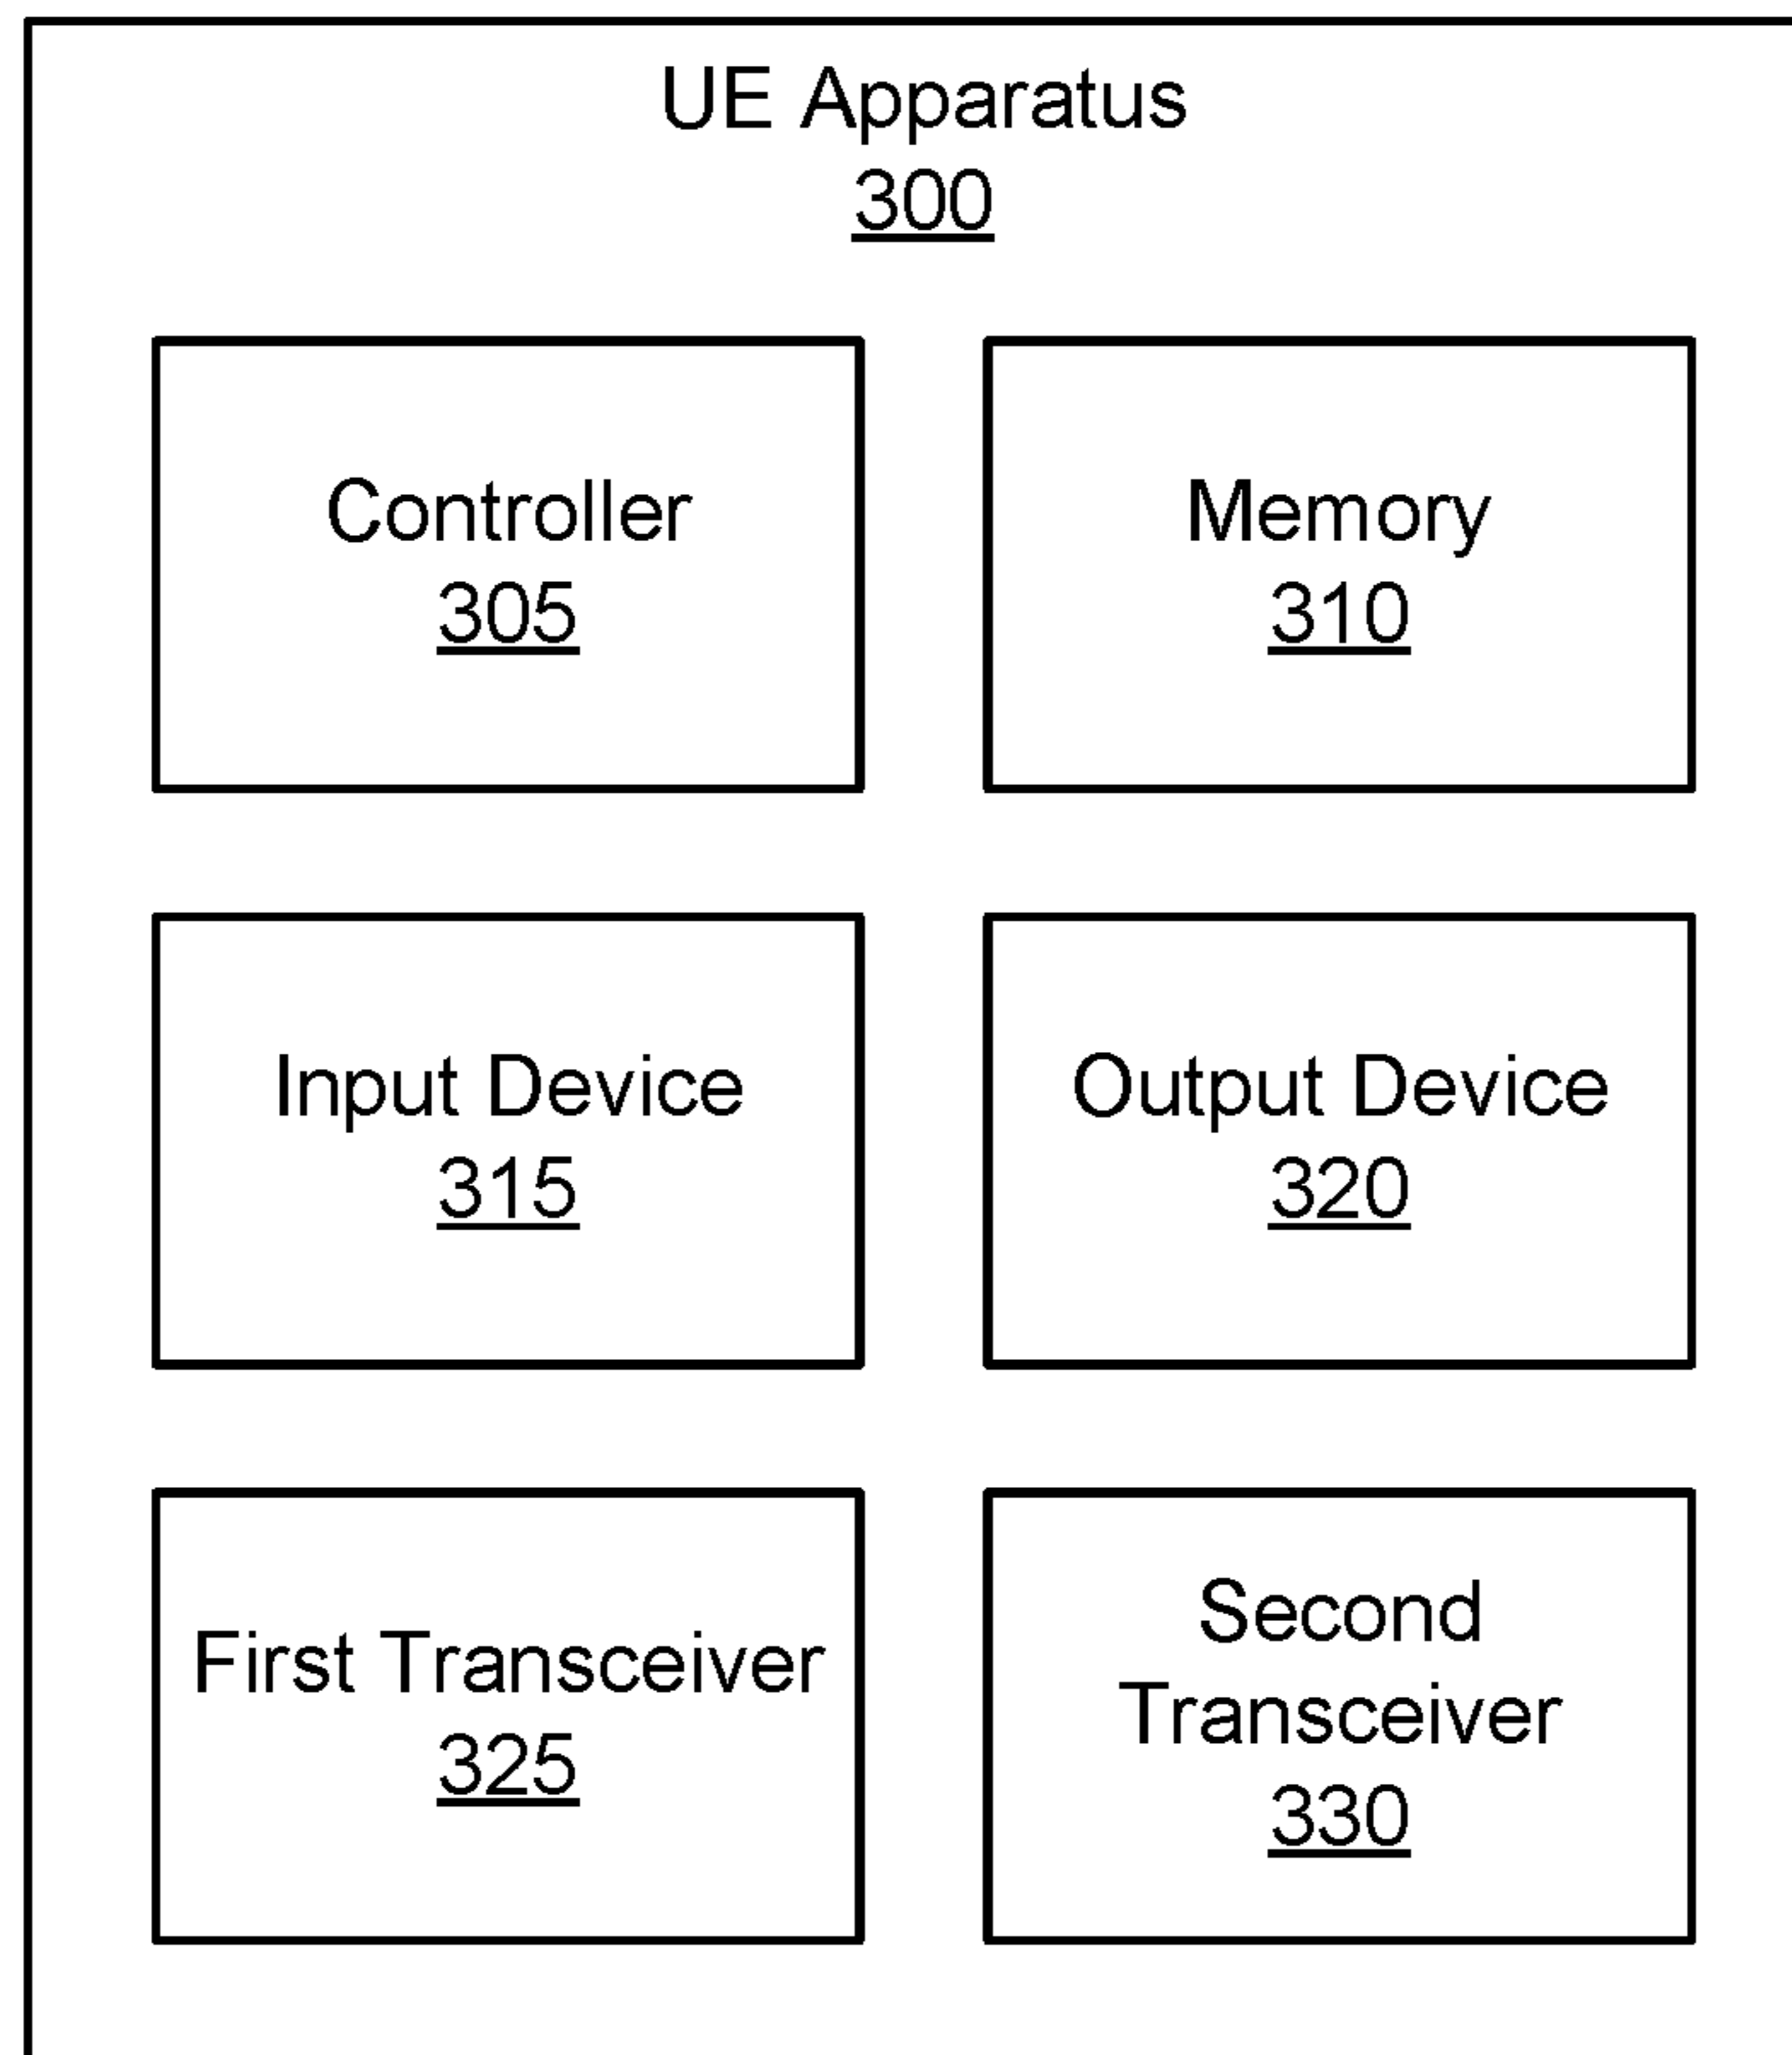 UE Apparatus
300
Controller
305
Memory
310
Input Device
315
Output Device
320
First Transceiver
325
Second
Transceiver
330